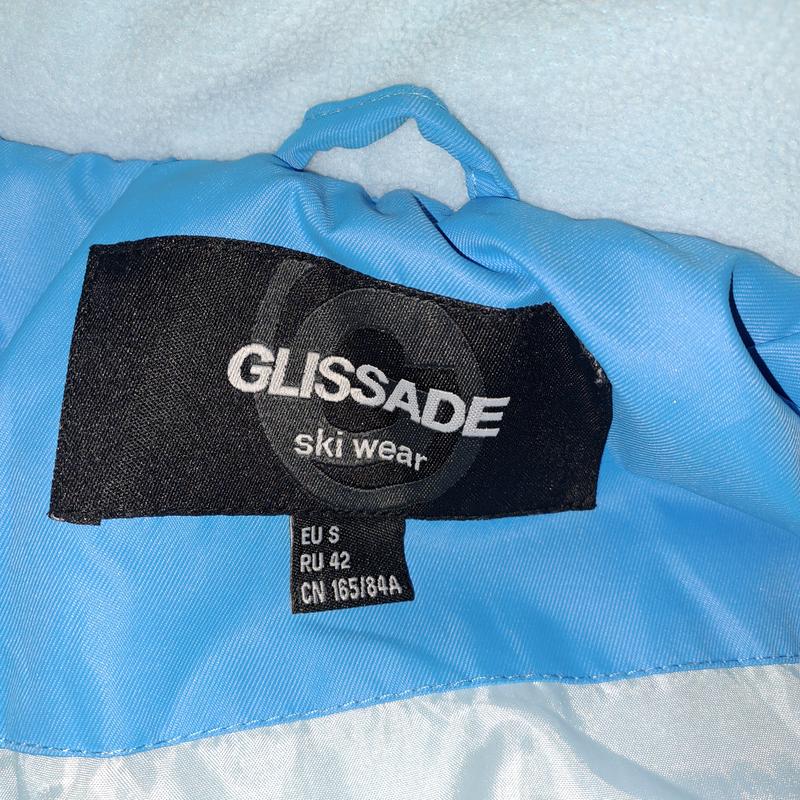 GLISSADE
ski wear
EU S
RU 42
CN 165/84A